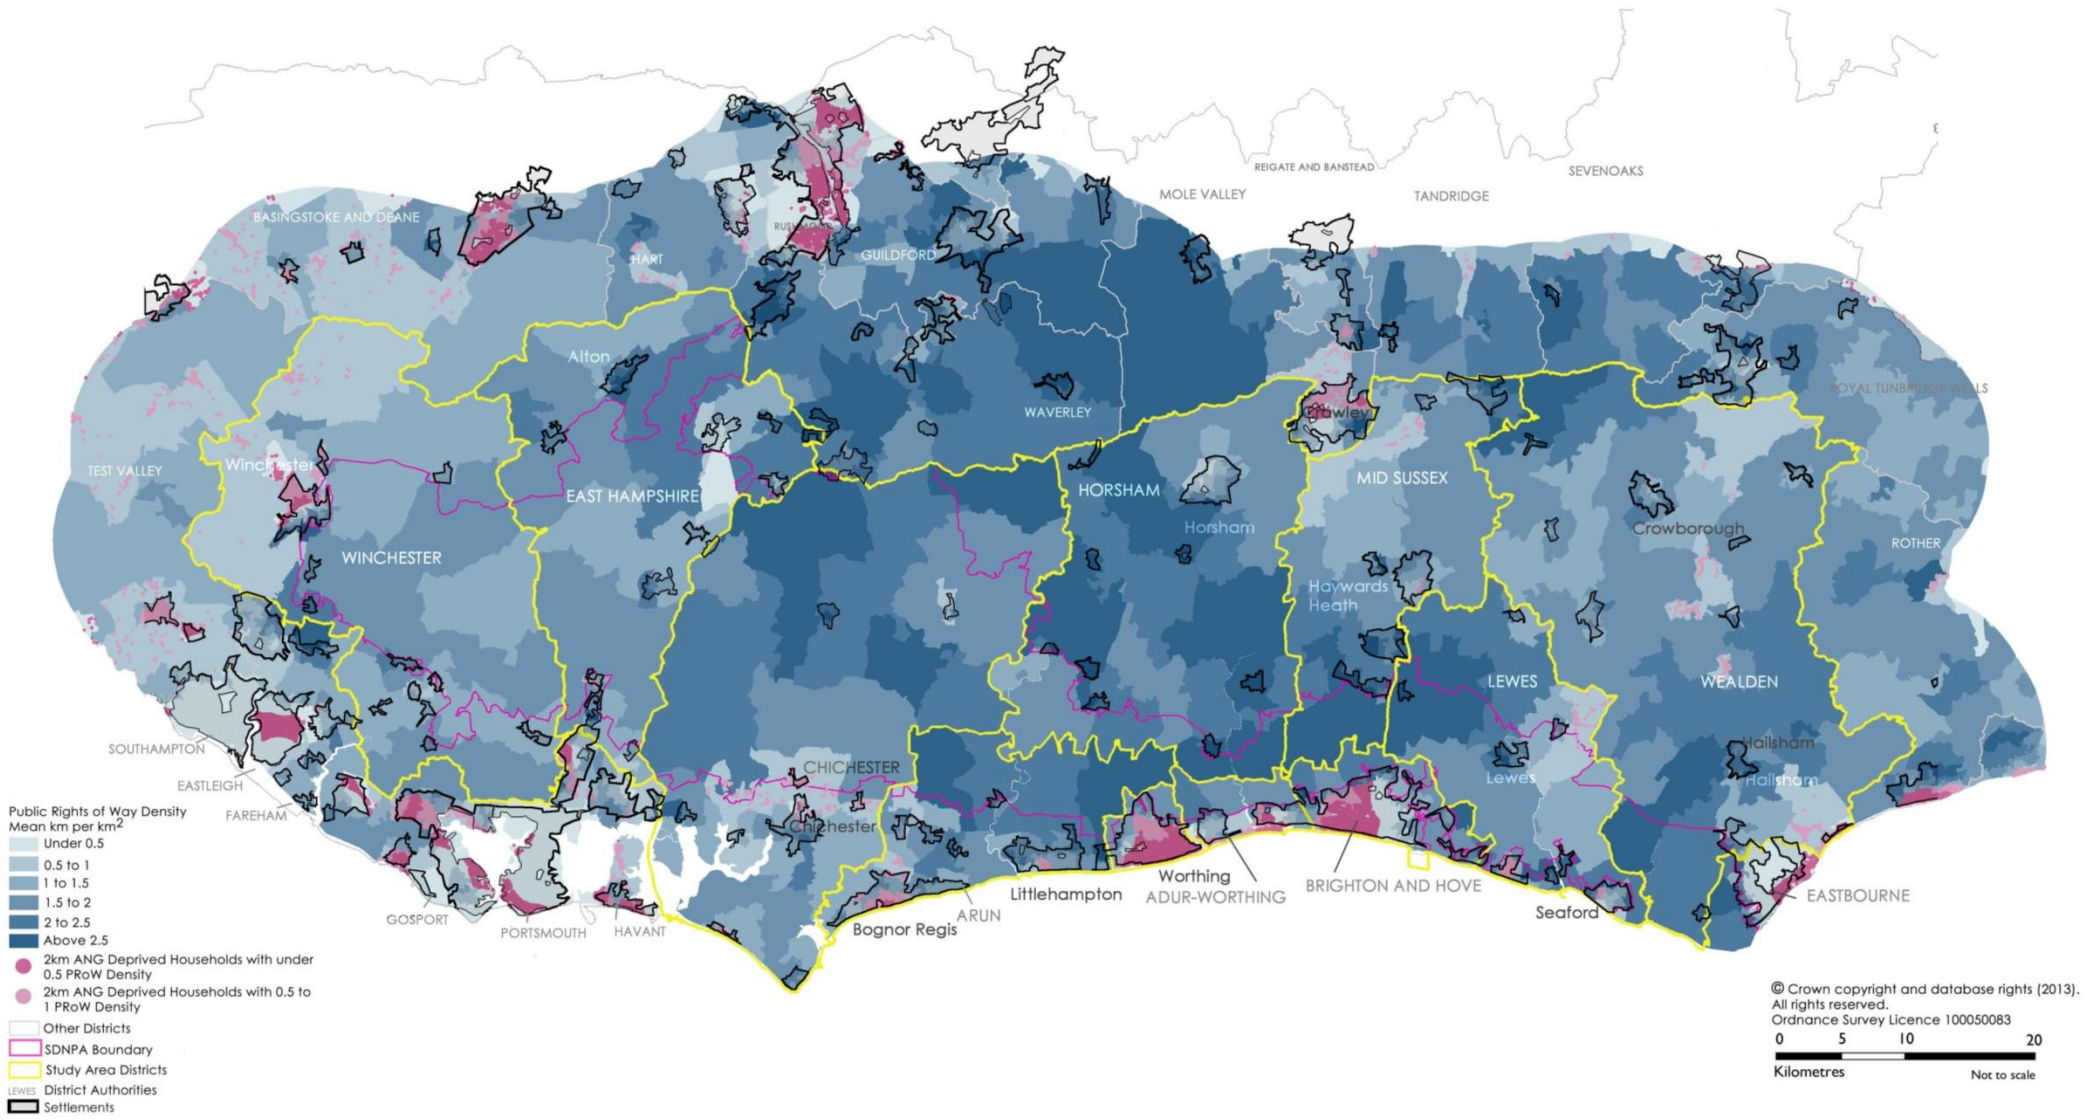 REIGATE AND BANSTEAD
SEVENOAKS
MOLE VALLEY
TANDRIDGE
BASINGSTOKE AND DEANE
RUSHMOOR
GUILDFORD
HART
Alton
ROYAL TUNBRIDGE WELLS
WAVERLEY
Crawley
Winchester
TEST VALLEY
MID SUSSEX
HORSHAM
EAST HAMPSHIRE
Horsham
Crowborough
ROTHER
WINCHESTER
Haywards
Heath
LEWES
WEALDEN
SOUTHAMPTON
Hailsham
CHICHESTER
Lewes
Hailsham
EASTLEIGH
FAREHAM
Chichester
Worthing
BRIGHTON AND HOVE
Littlehampton
ADUR-WORTHING
EASTBOURNE
Seaford
GOSPORT
ARUN
PORTSMOUTH
HAVANT
Bognor Regis
Public Rights of Way Density
Mean km per km2
Under 0.5
0.5 to 1
1 to 1.5
1.5 to 2
2 to 2.5
Above 2.5
2km ANG Deprived Households with under
0.5 PRoW Density
2km ANG Deprived Households with 0.5 to
1 PRoW Density
Other Districts
SDNPA Boundary
Study Area Districts
LEWES District Authorities
Settlements
© Crown copyright and database rights (2013).
All rights reserved.
Ordnance Survey Licence 100050083
0 5 10 20
Kilometres
Not to scale